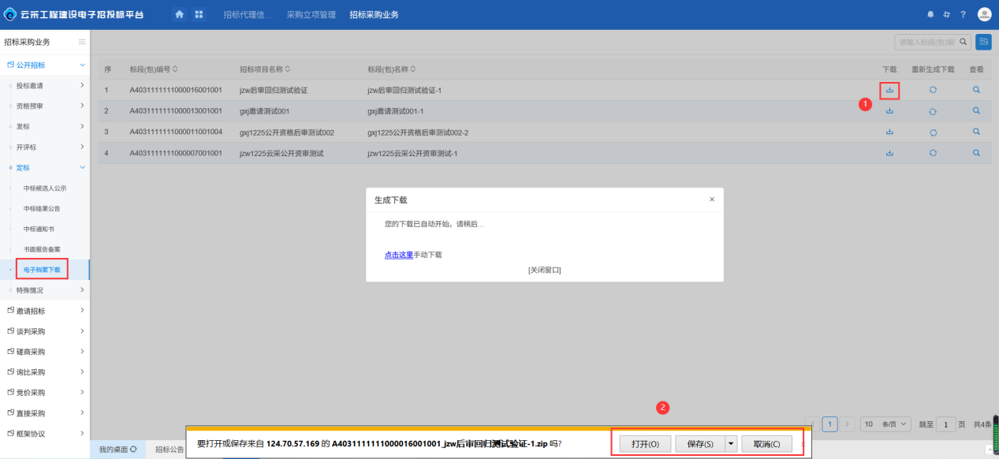 云采工程建设电子招投标平台
招标代理信... 采购立项管理 招标采购业务
招标采购业务
请输入标段(包)编
公开招标
投标邀请
资格预审
发标
开评标
定标
中标候选人公示
中标结果公告
中标通知书
书面报告备案
电子档案下载
特殊情况
邀请招标
谈判采购
磋商采购
询比采购
竞价采购
直接采购
框架协议
序 标段(包)编号 招标项目名称 标段(包)名称 下载 重新生成下载 查看
1 A4031111111000016001001 jzw后审回归测试验证 jzw后审回归测试验证-1
2 A4031111111000013001001 gxj邀请测试001 gxj邀请测试001-1
3 A4031111111000011001004 gxj1225公开资格后审测试002 gxj1225公开资格后审测试002-2
4 A4031111111000007001001 jzw1225云采公开资审测试 jzw1225云采公开资审测试-1
1
生成下载 ×
您的下载已自动开始，请稍后...
点击这里手动下载
[关闭窗口]
2
1 10 条/页 跳至 1 页 共4条
我的桌面 招标公告
要打开或保存来自 124.70.57.169 的 A4031111111000016001001_jzw后审回归测试验证-1.zip 吗?
打开(O) 保存(S) 取消(C)